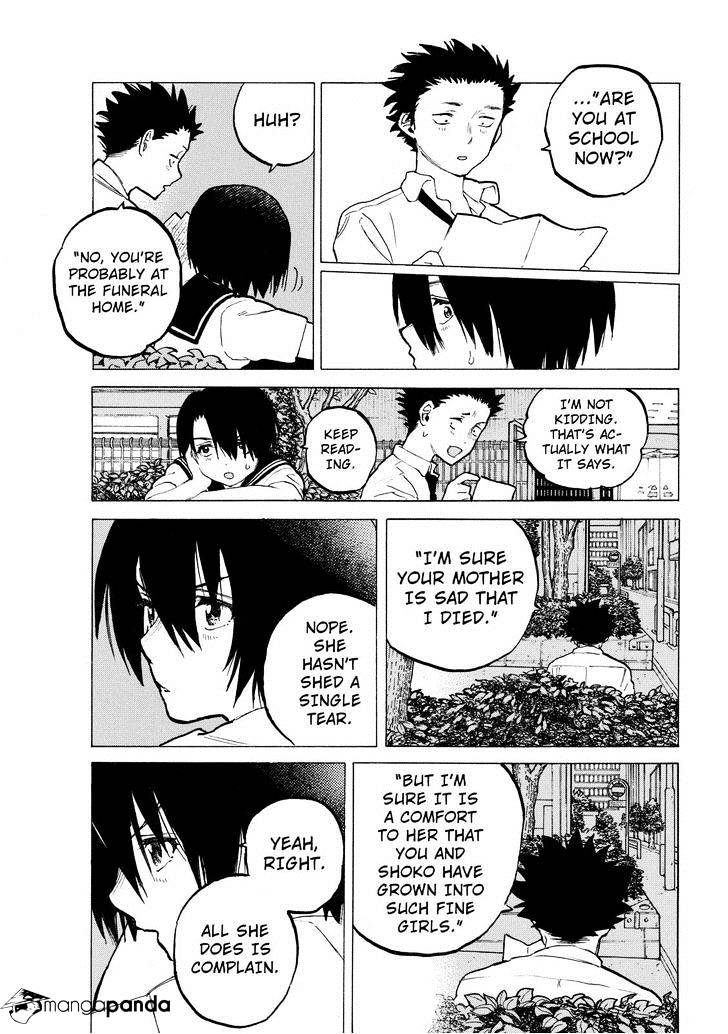 ..."ARE
YOU AT
SCHOOL
NOW?"
HUH?
"NO, YOU'RE
PROBABLY AT
THE FUNERAL
HOME."
I'M NOT
KIDDING.
THAT'S AC-
TUALLY WHAT
IT SAYS.
KEEP
READ-
ING.
"I'M SURE
YOUR MOTHER
IS SAD THAT
I DIED."
NOPE.
SHE
HASN'T
SHED A
SINGLE
TEAR.
"BUT I'M
SURE IT IS
A COMFORT
TO HER THAT
YOU AND
SHOKO HAVE
GROWN INTO
SUCH FINE
GIRLS."
YEAH,
RIGHT.
ALL SHE
DOES IS
COMPLAIN.
mangapanda